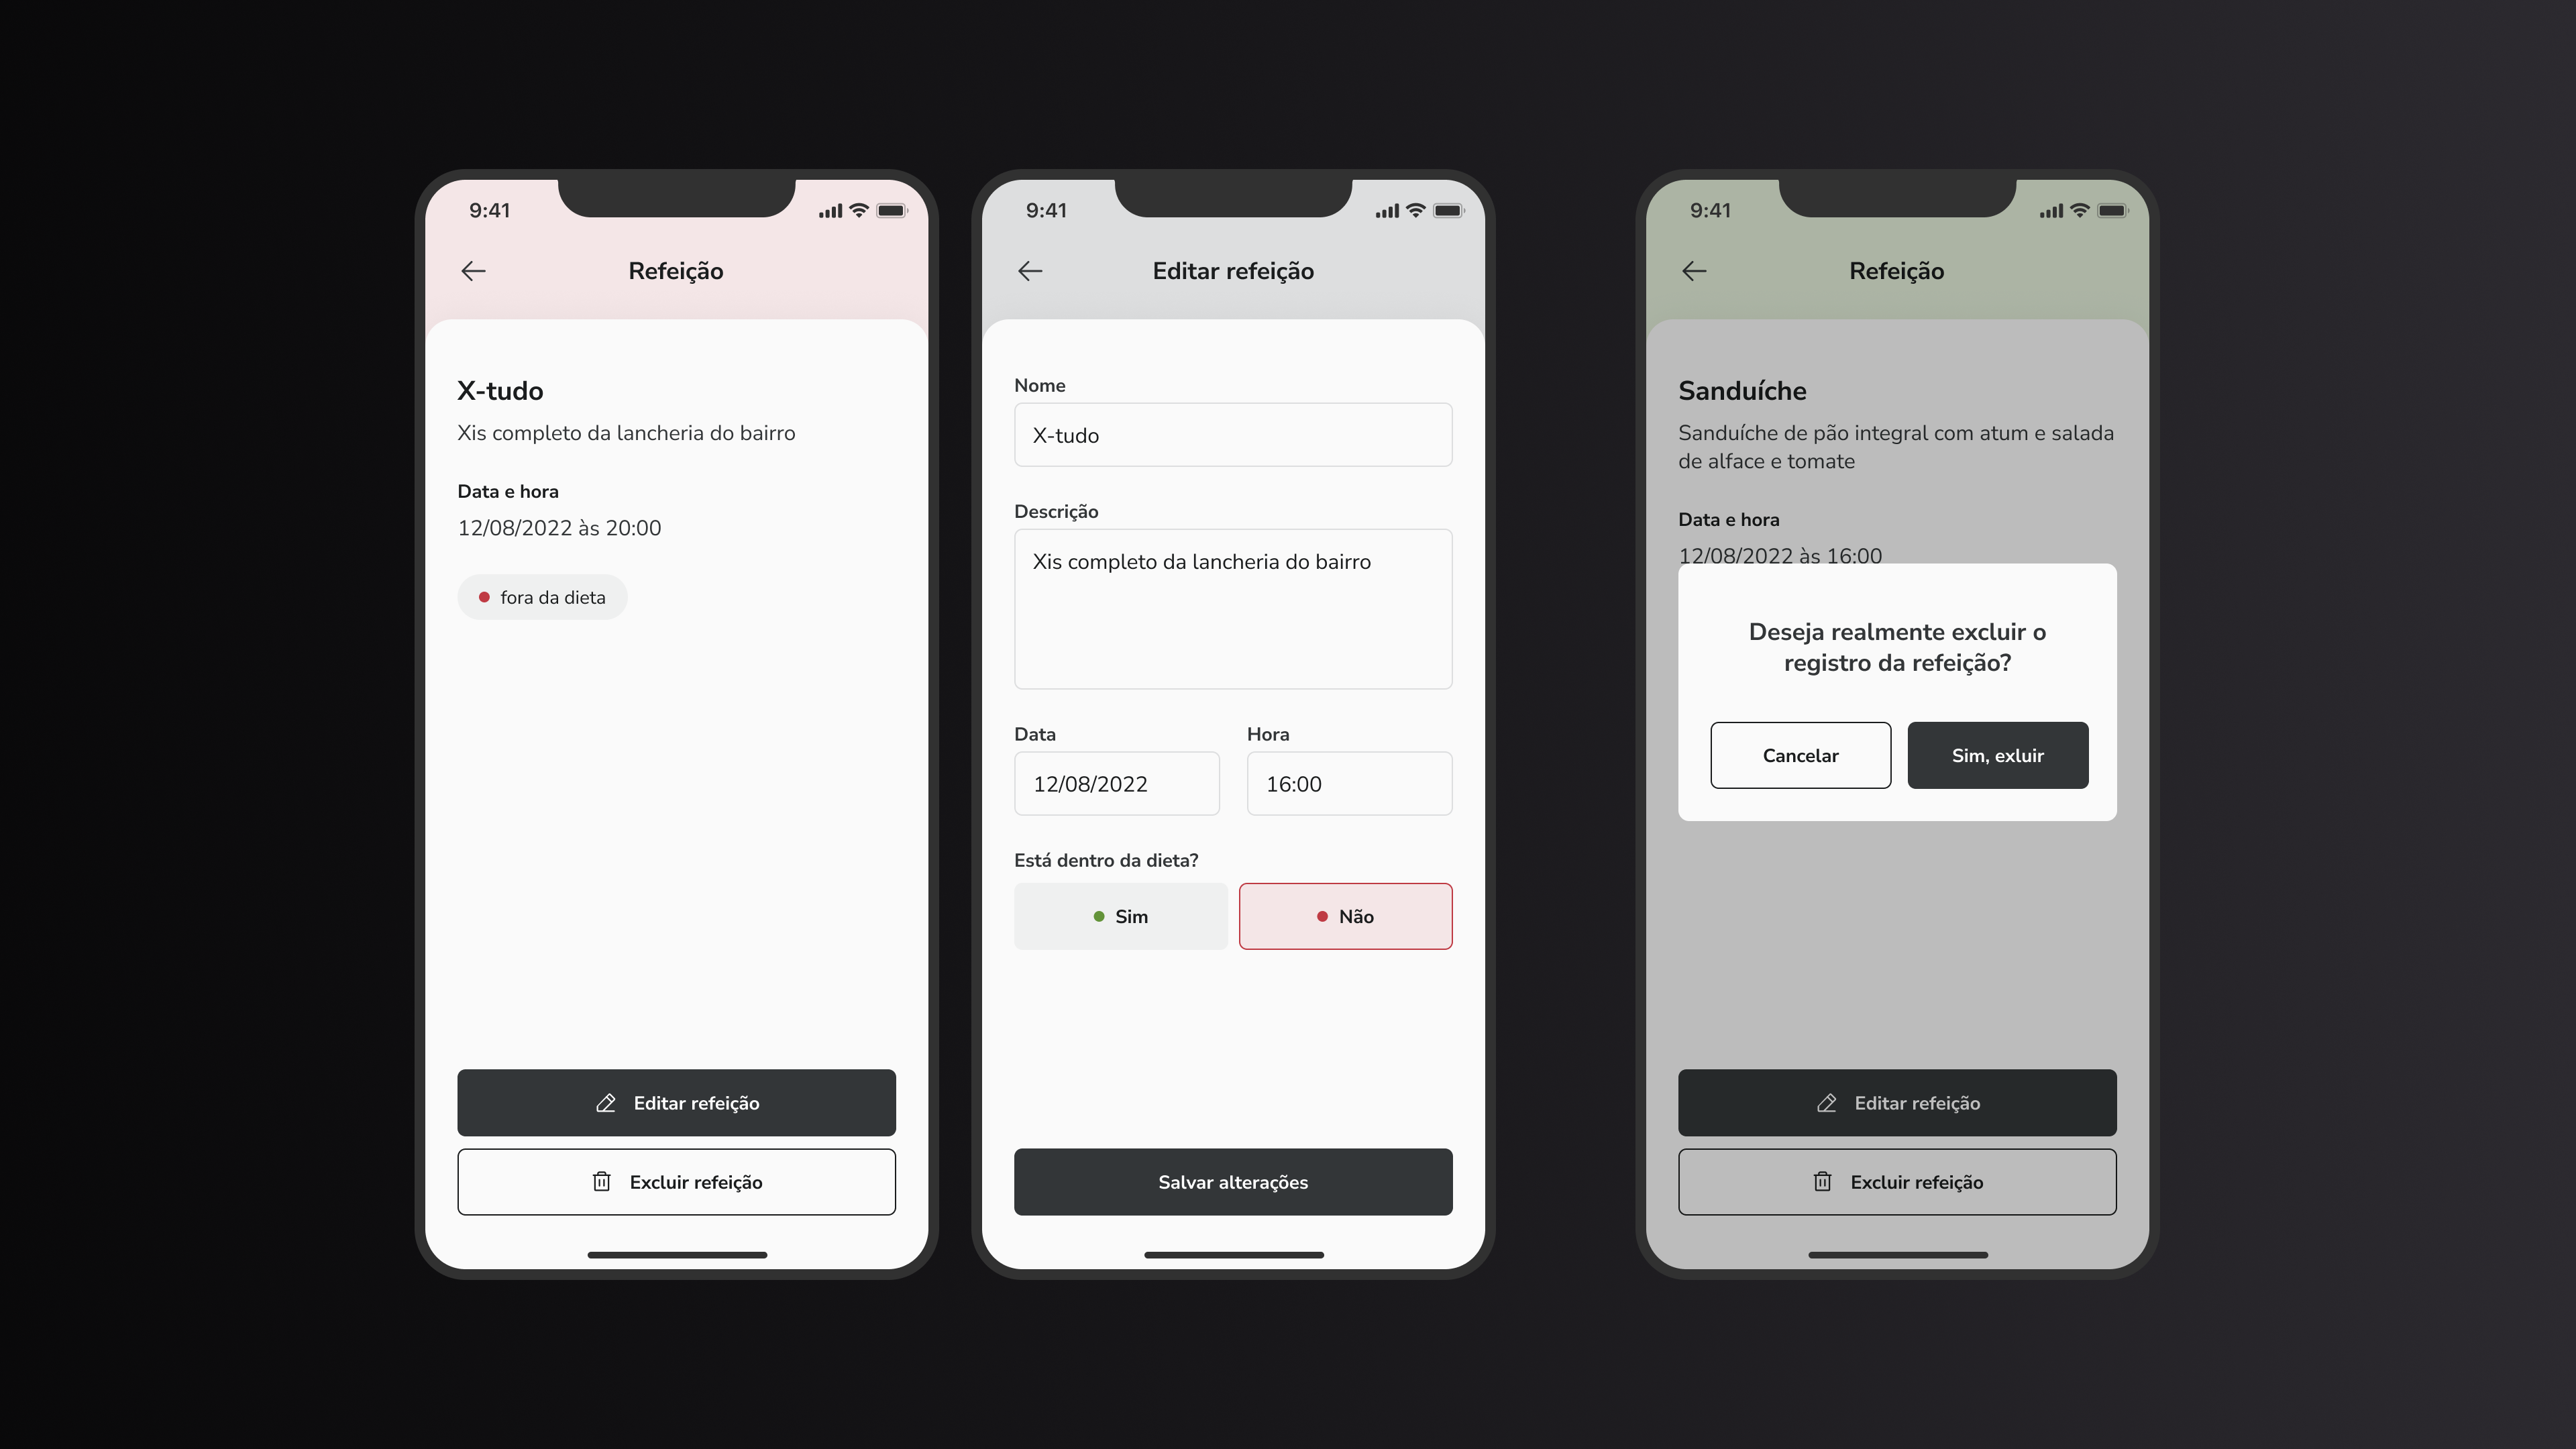 9:41
Refeição
X-tudo
Xis completo da lancheria do bairro
Data e hora
12/08/2022 às 20:00
fora da dieta
Editar refeição
Excluir refeição
9:41
Editar refeição
Nome
X-tudo
Descrição
Xis completo da lancheria do bairro
Data
Hora
12/08/2022
16:00
Está dentro da dieta?
Sim
Não
Salvar alterações
9:41
Refeição
Sanduíche
Sanduíche de pão integral com atum e salada
de alface e tomate
Data e hora
12/08/2022 às 16:00
Deseja realmente excluir o
registro da refeição?
Cancelar
Sim, exluir
Editar refeição
Excluir refeição